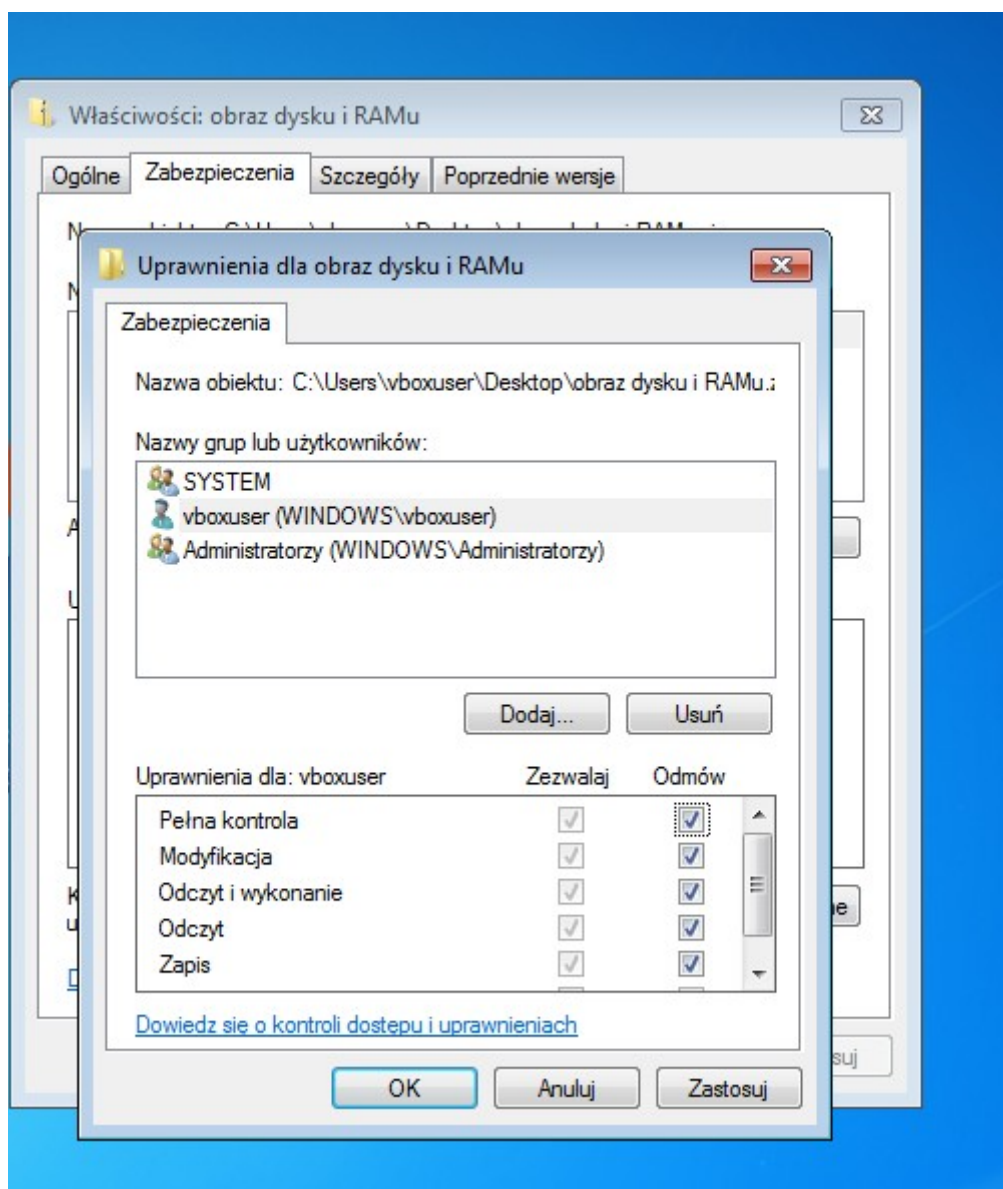 Właściwości: obraz dysku i RAMu
Ogólne Zabezpieczenia Szczegóły Poprzednie wersje
Uprawnienia dla obraz dysku i RAMu
Zabezpieczenia
Nazwa obiektu: C:\Users\vboxuser\Desktop\obraz dysku i RAMu.z
Nazwy grup lub użytkowników:
SYSTEM
vboxuser (WINDOWS\vboxuser)
Administratorzy (WINDOWS\Administratorzy)
Dodaj... Usuń
Uprawnienia dla: vboxuser Zezwalaj Odmów
Pełna kontrola
Modyfikacja
Odczyt i wykonanie
Odczyt
Zapis
Dowiedz się o kontroli dostępu i uprawnieniach
OK Anuluj Zastosuj